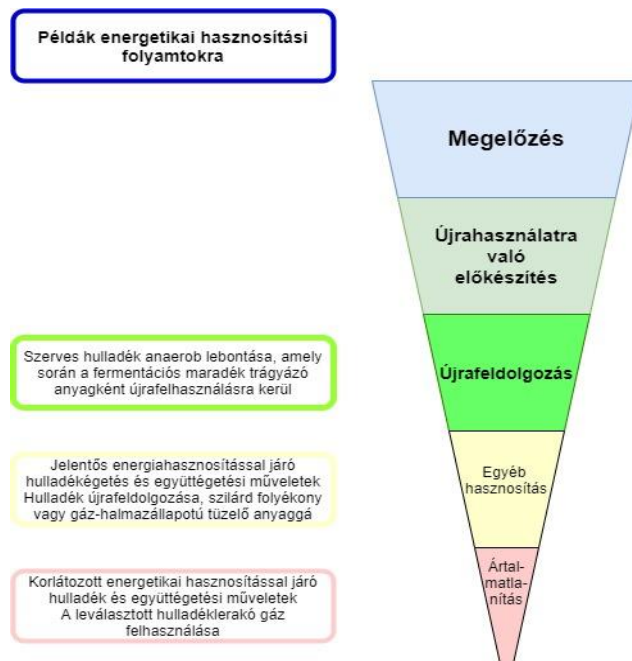 Példák energetikai hasznosítási
folyamtokra
Megelőzés
Újrahasználatra
való
előkészítés
Szerves hulladék anaerob lebontása, amely
során a fermentációs maradék trágyázó
anyagként újrafelhasználásra kerül
Újrafeldolgozás
Jelentős energiahasznosítással járó
hulladékégetés és együttégetési műveletek
Hulladék újrafeldolgozása, szilárd folyékony
vagy gáz-halmazállapotú tüzelő anyaggá
Egyéb
hasznosítás
Korlátozott energetikai hasznosítással járó
hulladék és együttégetési műveletek
A leválasztott hulladéklerakó gáz
felhasználása
Ártal-
matla-
nítás